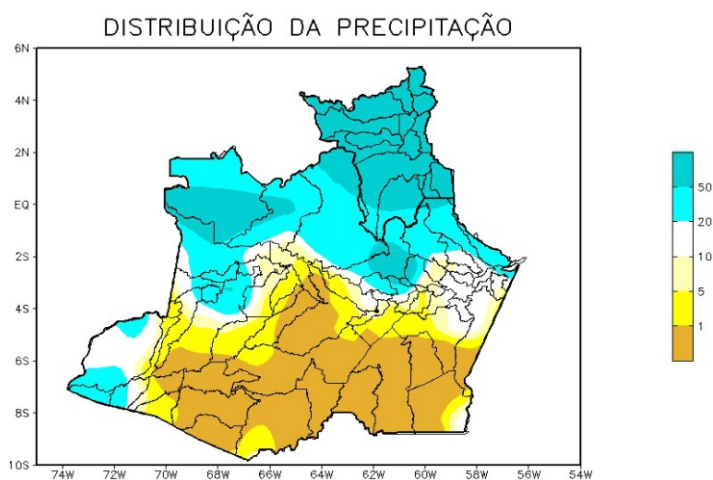 DISTRIBUIÇÃO DA PRECIPITAÇÃO
6N
4N
2N
EQ
2S
4S
6S
8S
10S
74W 72W 70W 68W 66W 64W 62W 60W 58W 56W 54W
50
20
10
5
1